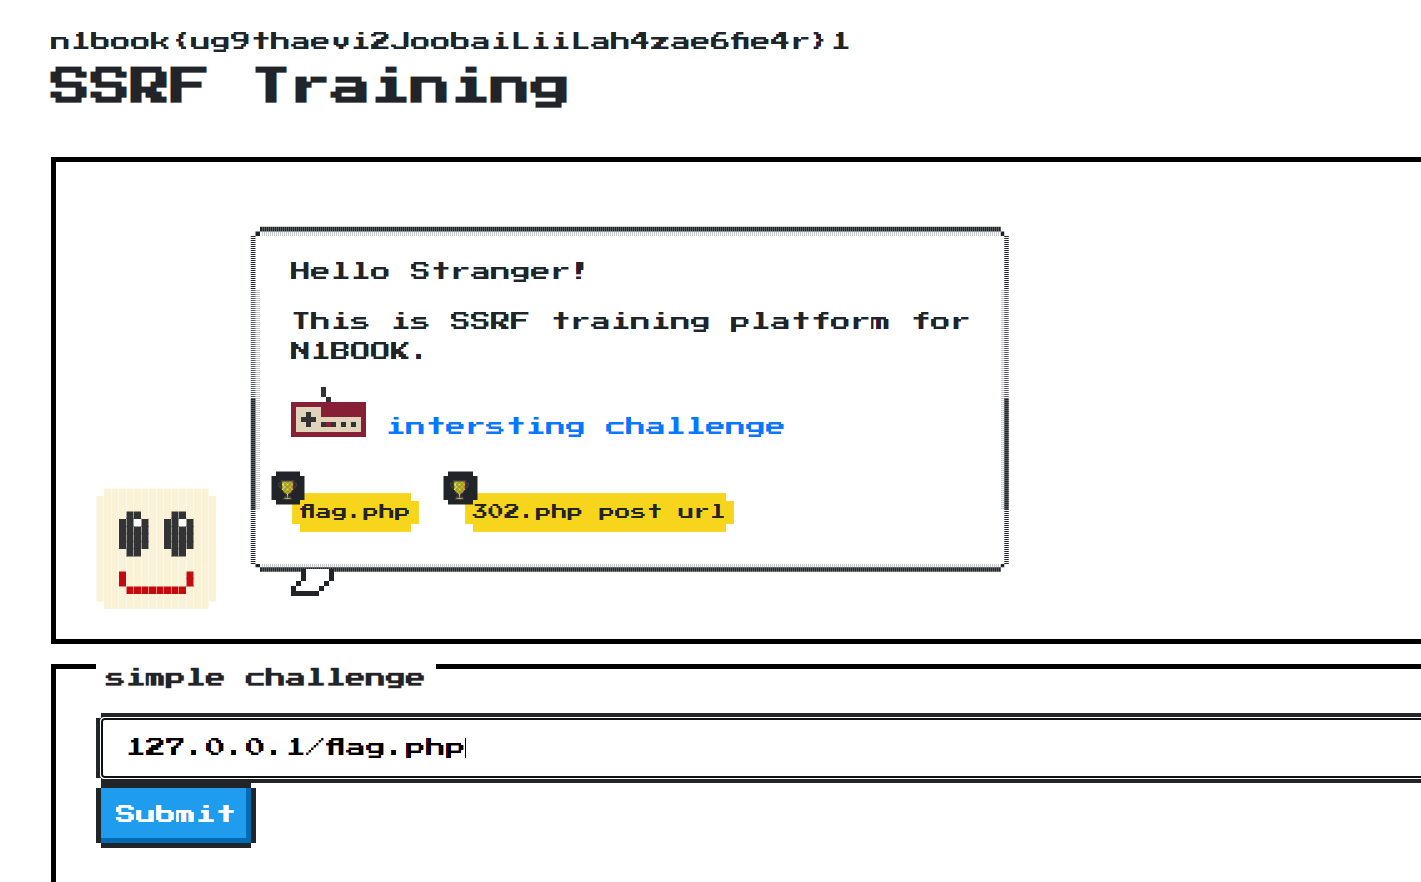 n1book{ug9thaevi2JoobaiLiiLah4zae6fie4r}1
SSRF Training
Hello Stranger!
This is SSRF training platform for
N1BOOK.
intersting challenge
flag.php
302.php post url
simple challenge
127.0.0.1/flag.php
Submit